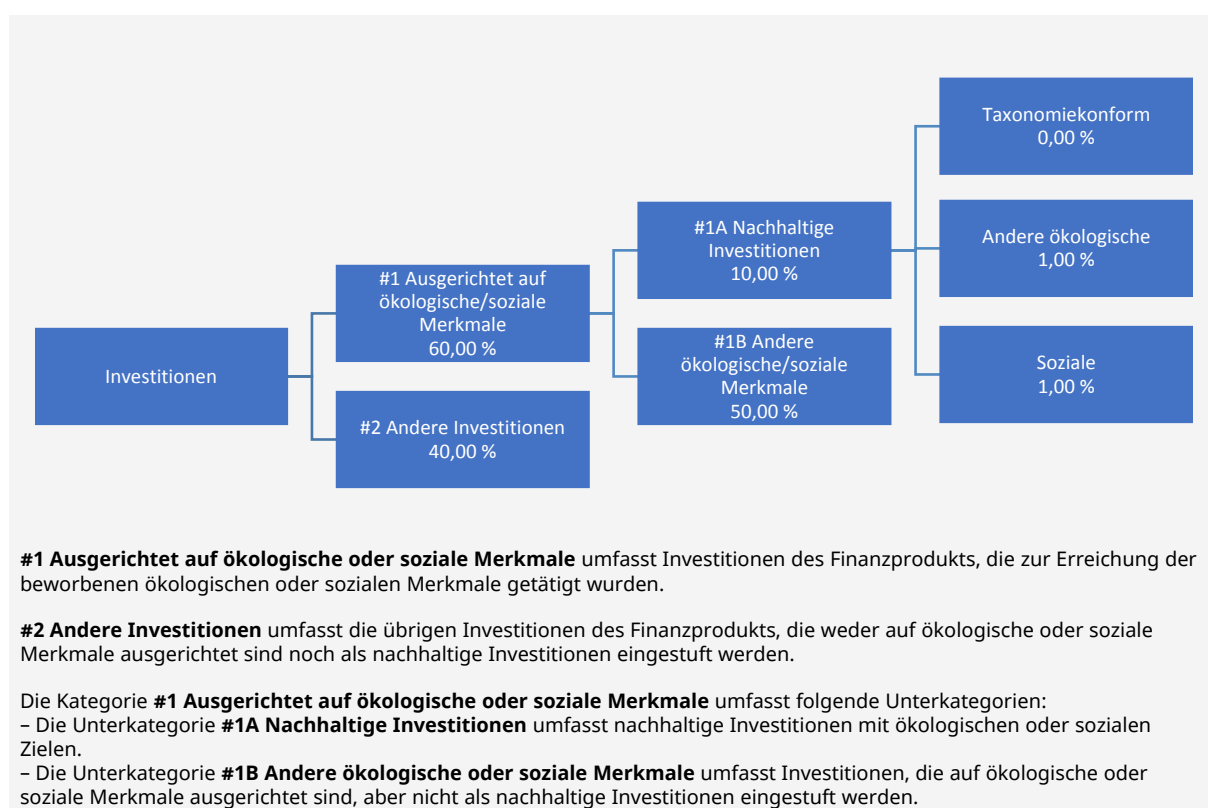 Investitionen
#1 Ausgerichtet auf
ökologische/soziale
Merkmale
60,00 %
#2 Andere Investitionen
40,00 %
#1A Nachhaltige
Investitionen
10,00 %
#1B Andere
ökologische/soziale
Merkmale
50,00 %
Taxonomiekonform
0,00 %
Andere ökologische
1,00 %
Soziale
1,00 %
#1 Ausgerichtet auf ökologische oder soziale Merkmale umfasst Investitionen des Finanzprodukts, die zur Erreichung der
beworbenen ökologischen oder sozialen Merkmale getätigt wurden.
#2 Andere Investitionen umfasst die übrigen Investitionen des Finanzprodukts, die weder auf ökologische oder soziale
Merkmale ausgerichtet sind noch als nachhaltige Investitionen eingestuft werden.
Die Kategorie #1 Ausgerichtet auf ökologische oder soziale Merkmale umfasst folgende Unterkategorien:
– Die Unterkategorie #1A Nachhaltige Investitionen umfasst nachhaltige Investitionen mit ökologischen oder sozialen
Zielen.
– Die Unterkategorie #1B Andere ökologische oder soziale Merkmale umfasst Investitionen, die auf ökologische oder
soziale Merkmale ausgerichtet sind, aber nicht als nachhaltige Investitionen eingestuft werden.